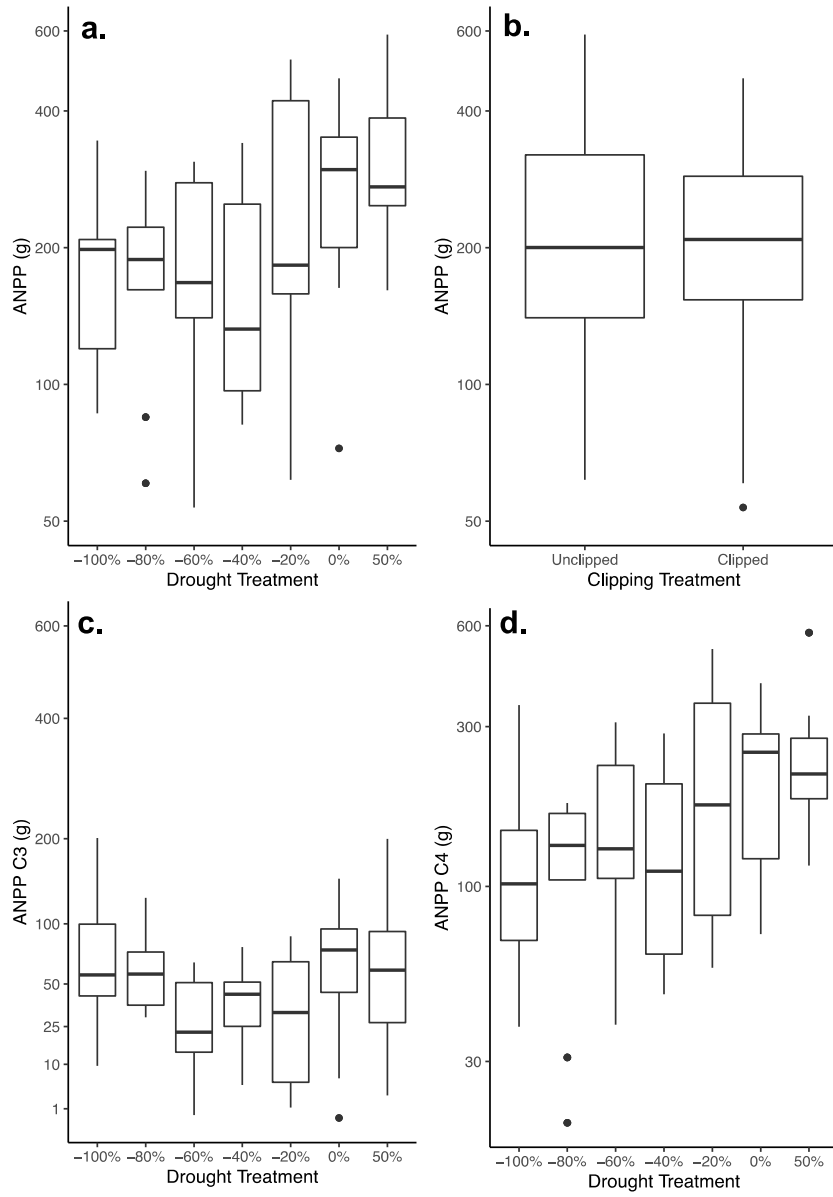 a.
ANPP (g)
600
400
200
100
50
−100% −80% −60% −40% −20% 0% 50%
Drought Treatment
b.
ANPP (g)
600
400
200
100
50
Unclipped Clipped
Clipping Treatment
c.
ANPP C3 (g)
600
400
200
100
50
25
10
1
−100% −80% −60% −40% −20% 0% 50%
Drought Treatment
d.
ANPP C4 (g)
600
300
100
30
−100% −80% −60% −40% −20% 0% 50%
Drought Treatment